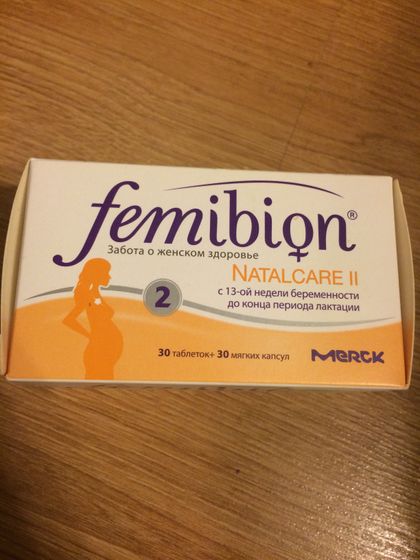 femibion®
Забота о женском здоровье
NATALCARE II
2
с 13-ой недели беременности
до конца периода лактации
30 таблеток+ 30 мягких капсул
MERCK